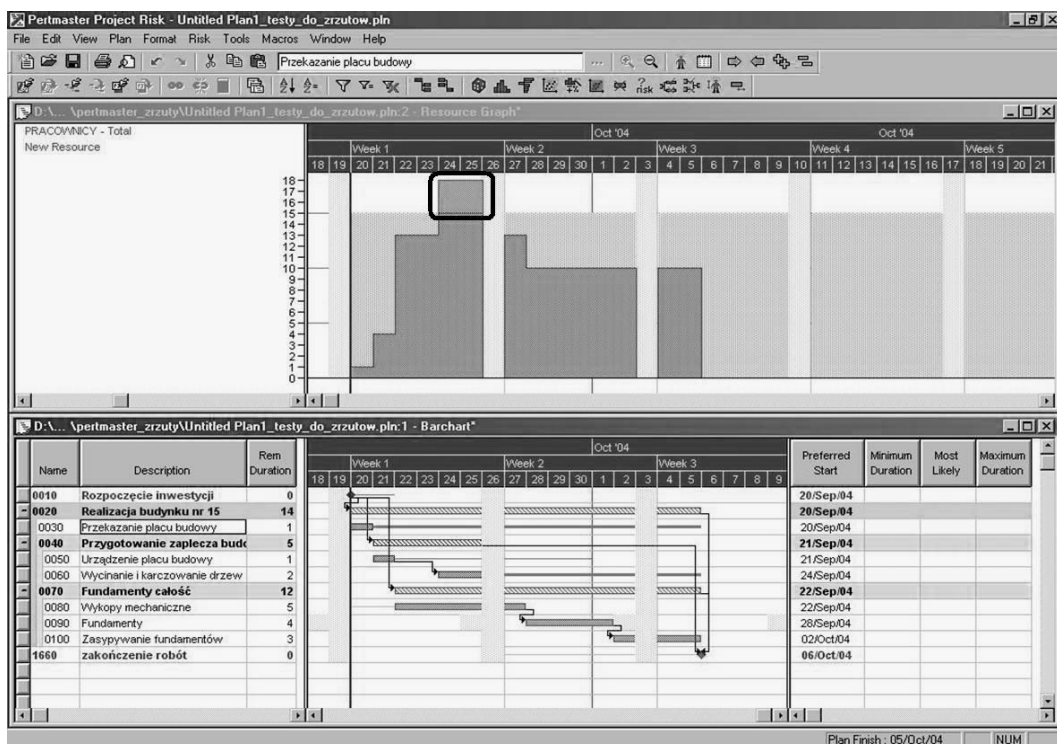 Pertmaster Project Risk - Untitled Plan1_testy_do_zrzutow.pln
File Edit View Plan Format Risk Tools Macros Window Help
Przekazanie placu budowy ...
risk
D:\... \pertmaster_zrzuty\Untitled Plan1_testy_do_zrzutow.pln:2 - Resource Graph*
PRACOWNICY - Total
New Resource
Oct '04 Oct '04
Week 1 Week 2 Week 3 Week 4 Week 5
18 19 20 21 22 23 24 25 26 27 28 29 30 1 2 3 4 5 6 7 8 9 10 11 12 13 14 15 16 17 18 19 20 21
18
17
16
15
14
13
12
11
10
9
8
7
6
5
4
3
2
1
0
D:\... \pertmaster_zrzuty\Untitled Plan1_testy_do_zrzutow.pln:1 - Barchart*
Name Description Rem Duration Oct '04 Preferred Start Minimum Duration Most Likely Maximum Duration
Week 1 Week 2 Week 3
18 19 20 21 22 23 24 25 26 27 28 29 30 1 2 3 4 5 6 7 8 9
0010 Rozpoczęcie inwestycji 0 20/Sep/04
0020 Realizacja budynku nr 15 14 20/Sep/04
0030 Przekazanie placu budowy 1 20/Sep/04
0040 Przygotowanie zaplecza budo 5 21/Sep/04
0050 Urządzenie placu budowy 1 21/Sep/04
0060 Wycinanie i karczowanie drzew 2 24/Sep/04
0070 Fundamenty całość 12 22/Sep/04
0080 Wykopy mechaniczne 5 22/Sep/04
0090 Fundamenty 4 28/Sep/04
0100 Zasypywanie fundamentów 3 02/Oct/04
1660 zakończenie robót 0 06/Oct/04
Plan Finish : 05/Oct/04 NUM